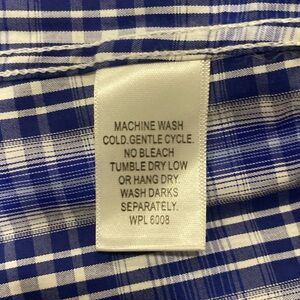 MACHINE WASH
COLD.GENTLE CYCLE.
NO BLEACH
TUMBLE DRY LOW
OR HANG DRY.
WASH DARKS
SEPARATELY.
WPL 6008